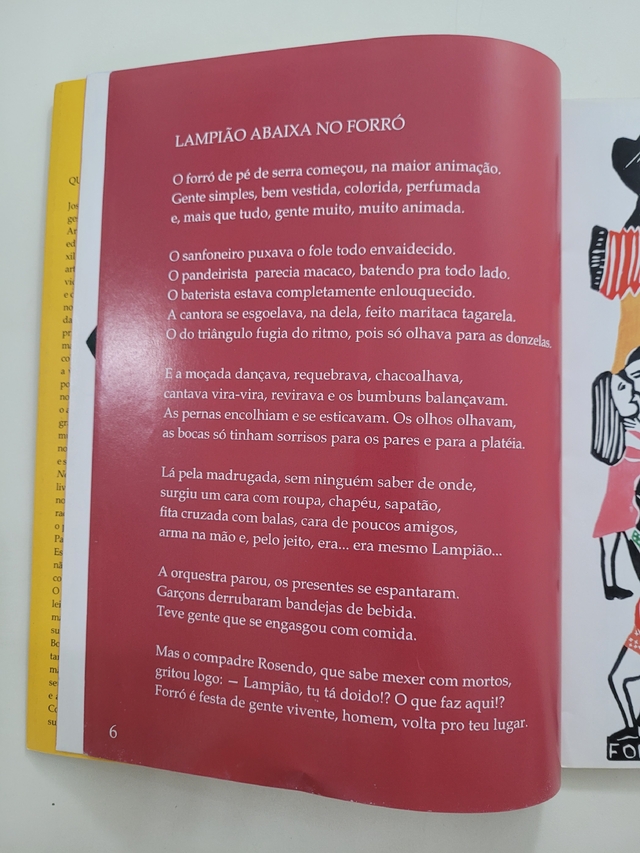 LAMPIÃO ABAIXA NO FORRÓ
O forró de pé de serra começou, na maior animação.
Gente simples, bem vestida, colorida, perfumada
e, mais que tudo, gente muito, muito animada.
O sanfoneiro puxava o fole todo envaidecido.
O pandeirista parecia macaco, batendo pra todo lado.
O baterista estava completamente enlouquecido.
A cantora se esgoelava, na dela, feito maritaca tagarela.
O do triângulo fugia do ritmo, pois só olhava para as donzelas.
E a moçada dançava, requebrava, chacoalhava,
cantava vira-vira, revirava e os bumbuns balançavam.
As pernas encolhiam e se esticavam. Os olhos olhavam,
as bocas só tinham sorrisos para os pares e para a platéia.
Lá pela madrugada, sem ninguém saber de onde,
surgiu um cara com roupa, chapéu, sapatão,
fita cruzada com balas, cara de poucos amigos,
arma na mão e, pelo jeito, era... era mesmo Lampião...
A orquestra parou, os presentes se espantaram.
Garçons derrubaram bandejas de bebida.
Teve gente que se engasgou com comida.
Mas o compadre Rosendo, que sabe mexer com mortos,
gritou logo: — Lampião, tu tá doido!? O que faz aqui!?
Forró é festa de gente vivente, homem, volta pro teu lugar.
6